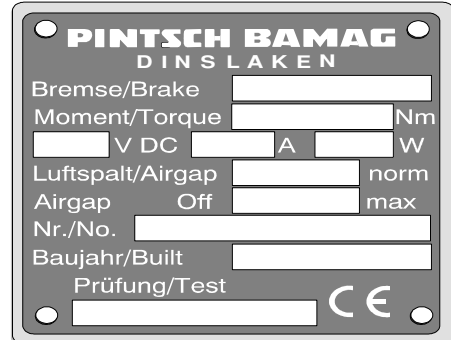 PINTSCH BAMAG
DINSLAKEN
Bremse/Brake
Moment/Torque Nm
V DC A W
Luftspalt/Airgap norm
Airgap Off max
Nr./No.
Baujahr/Built
Prüfung/Test
CE